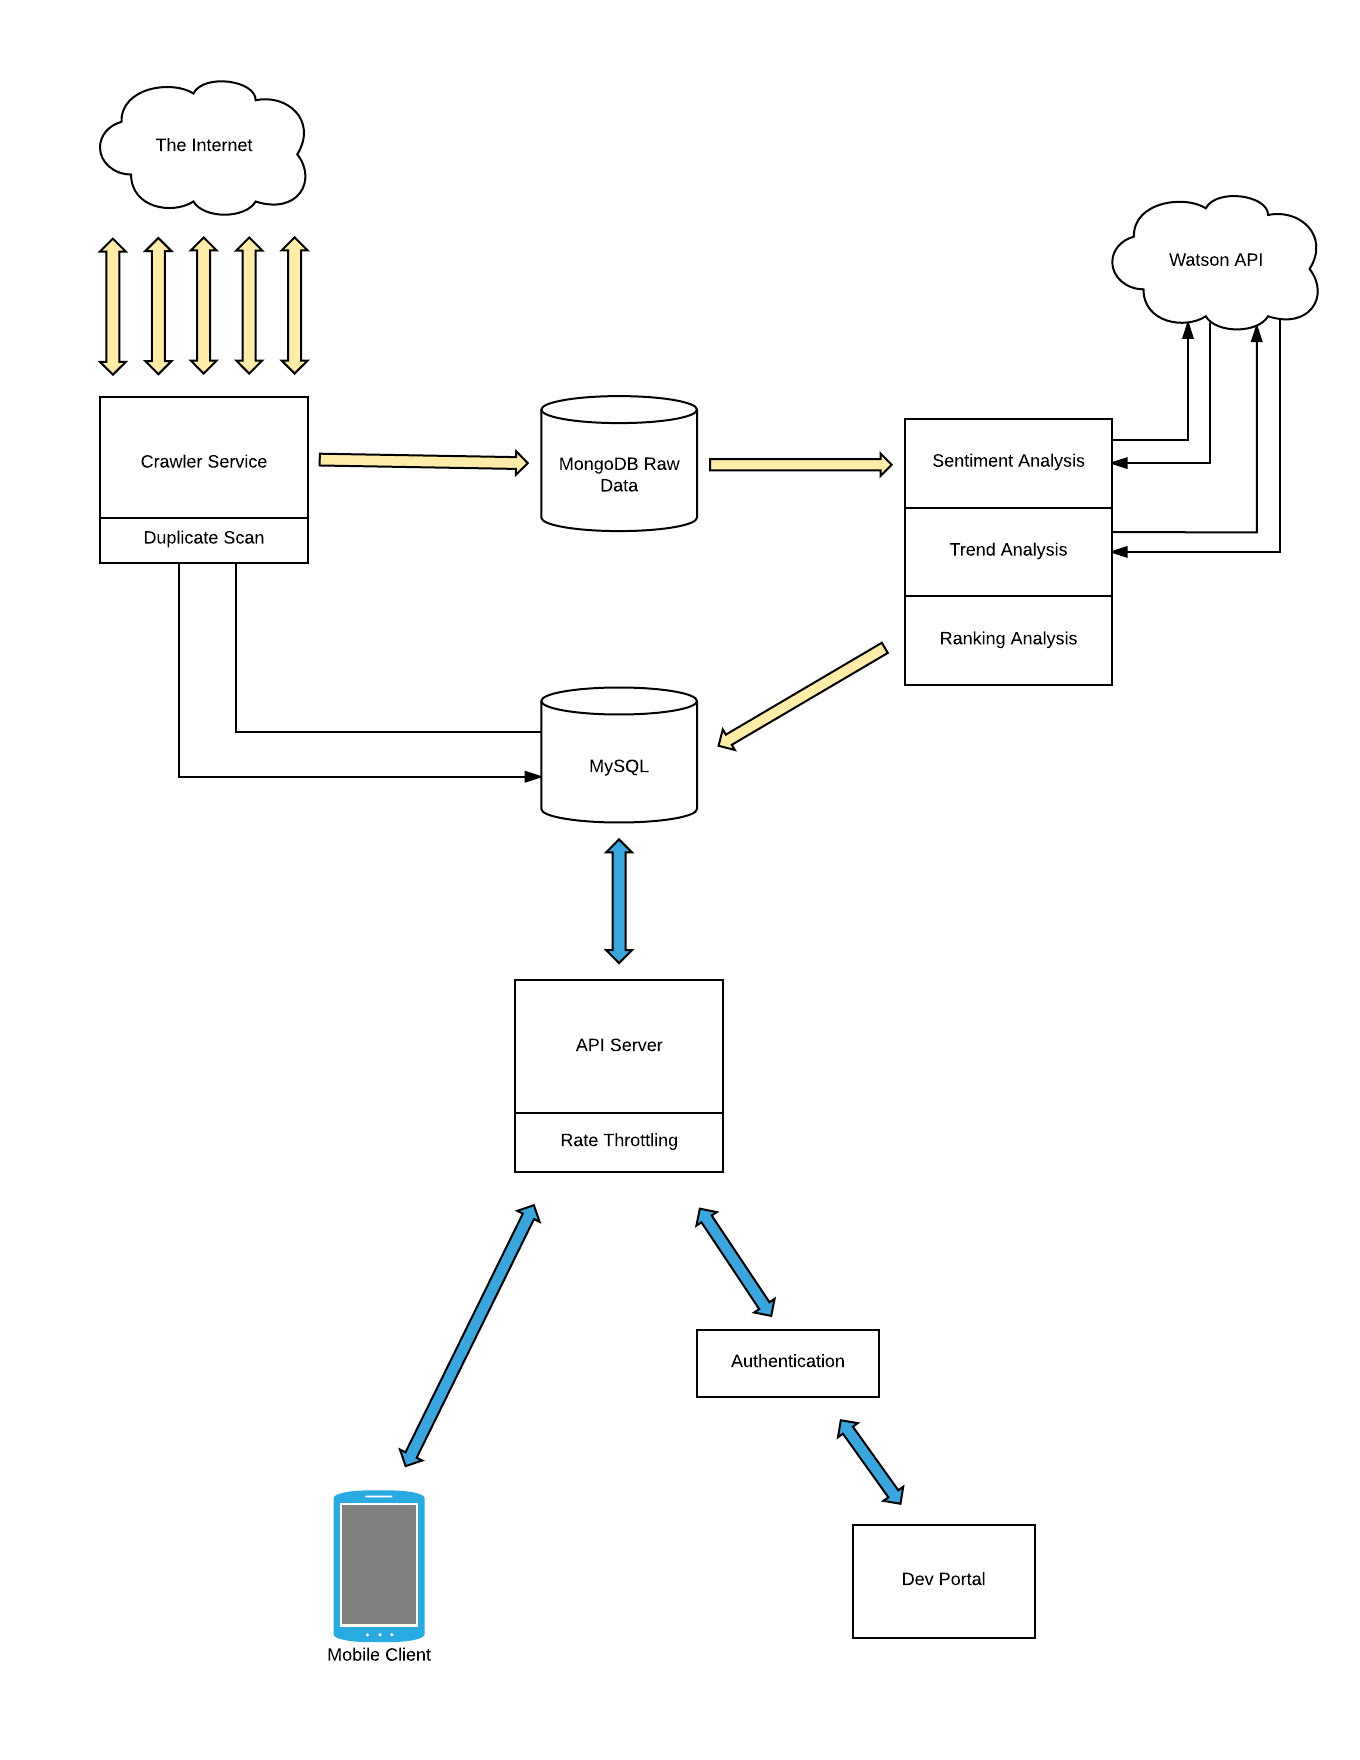 The Internet
Watson API
Crawler Service
MongoDB Raw
Data
Sentiment Analysis
Duplicate Scan
Trend Analysis
Ranking Analysis
MySQL
API Server
Rate Throttling
Authentication
Dev Portal
Mobile Client